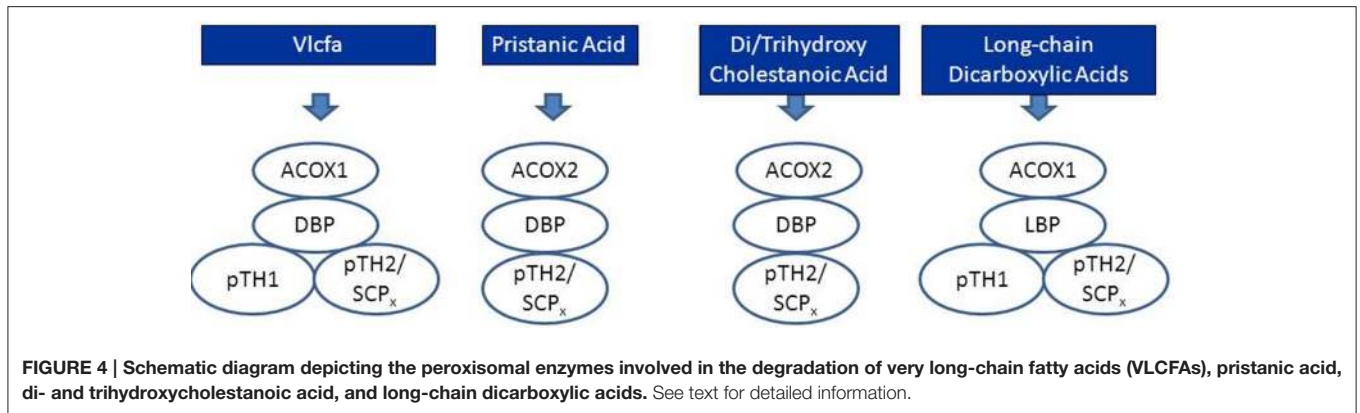 Vlcfa
Pristanic Acid
Di/Trihydroxy
Cholestanoic Acid
Long-chain
Dicarboxylic Acids
ACOX1
DBP
pTH1
pTH2/
SCPx
ACOX2
DBP
pTH2/
SCPx
ACOX2
DBP
pTH2/
SCPx
ACOX1
LBP
pTH1
pTH2/
SCPx
FIGURE 4 | Schematic diagram depicting the peroxisomal enzymes involved in the degradation of very long-chain fatty acids (VLCFAs), pristanic acid,
di- and trihydroxycholestanoic acid, and long-chain dicarboxylic acids. See text for detailed information.